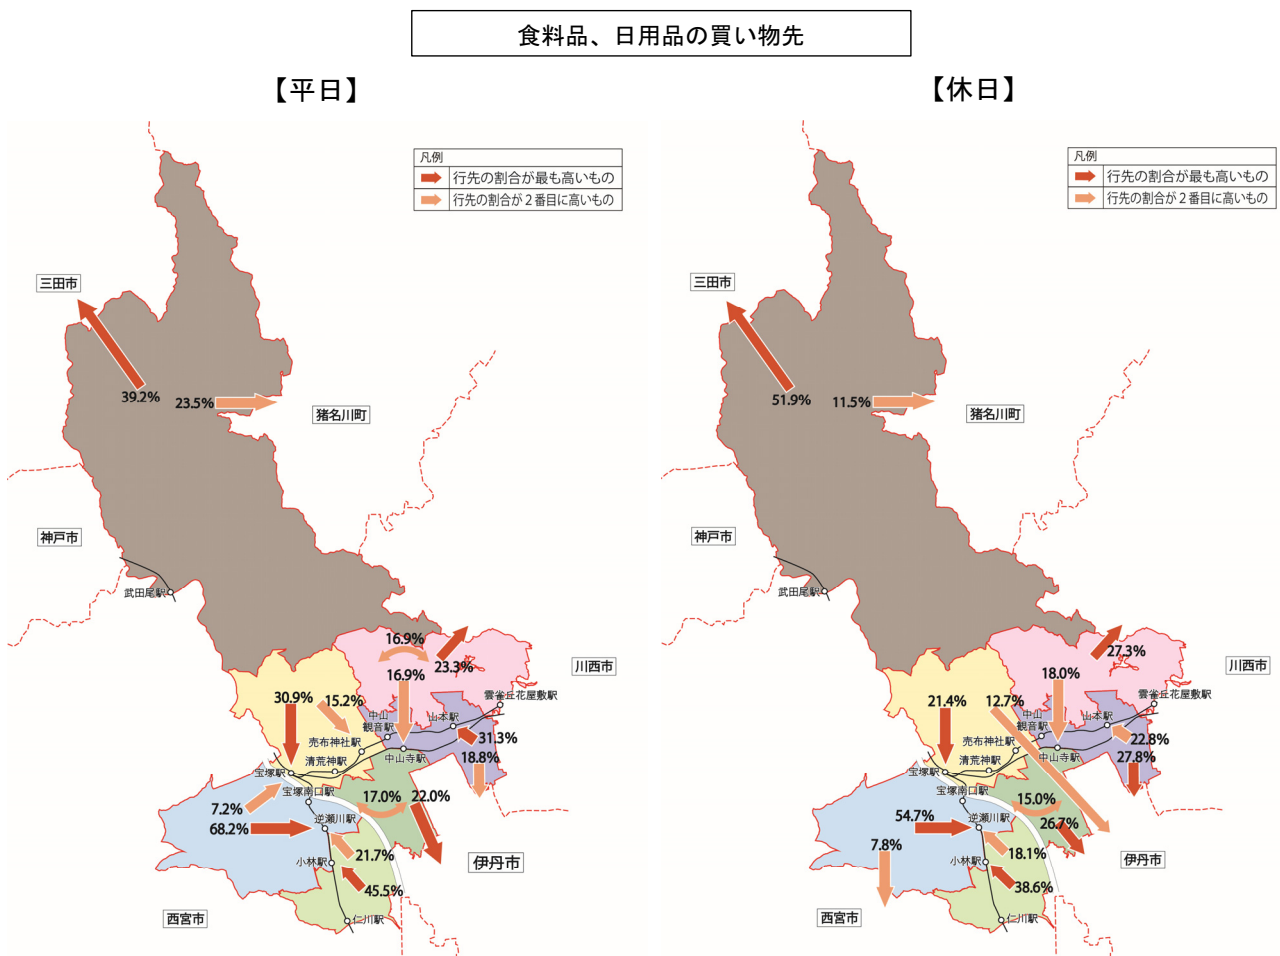 食料品、日用品の買い物先
【平日】
凡例
行先の割合が最も高いもの
行先の割合が２番目に高いもの
三田市
39.2%
23.5%
猪名川町
神戸市
武田尾駅
16.9%
23.3%
16.9%
川西市
30.9%
15.2%
雲雀丘花屋敷駅
中山
観音駅
山本駅
売布神社駅
31.3%
清荒神駅
中山寺駅
18.8%
宝塚駅
宝塚南口駅
17.0%
22.0%
7.2%
68.2%
逆瀬川駅
小林駅
21.7%
伊丹市
45.5%
西宮市
仁川駅
【休日】
凡例
行先の割合が最も高いもの
行先の割合が２番目に高いもの
三田市
51.9%
11.5%
猪名川町
神戸市
武田尾駅
27.3%
18.0%
川西市
21.4%
12.7%
雲雀丘花屋敷駅
中山
観音駅
山本駅
売布神社駅
22.8%
清荒神駅
中山寺駅
27.8%
宝塚駅
宝塚南口駅
15.0%
54.7%
逆瀬川駅
26.7%
7.8%
小林駅
18.1%
伊丹市
38.6%
西宮市
仁川駅